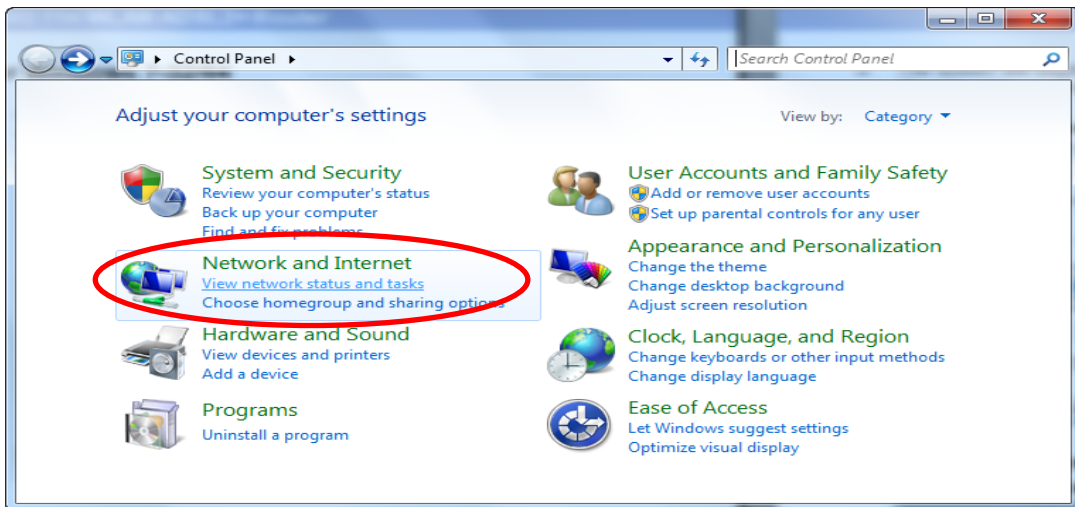 Control Panel
Search Control Panel
Adjust your computer's settings
View by: Category
System and Security
Review your computer's status
Back up your computer
Find and fix problems
Network and Internet
View network status and tasks
Choose homegroup and sharing options
Hardware and Sound
View devices and printers
Add a device
Programs
Uninstall a program
User Accounts and Family Safety
Add or remove user accounts
Set up parental controls for any user
Appearance and Personalization
Change the theme
Change desktop background
Adjust screen resolution
Clock, Language, and Region
Change keyboards or other input methods
Change display language
Ease of Access
Let Windows suggest settings
Optimize visual display